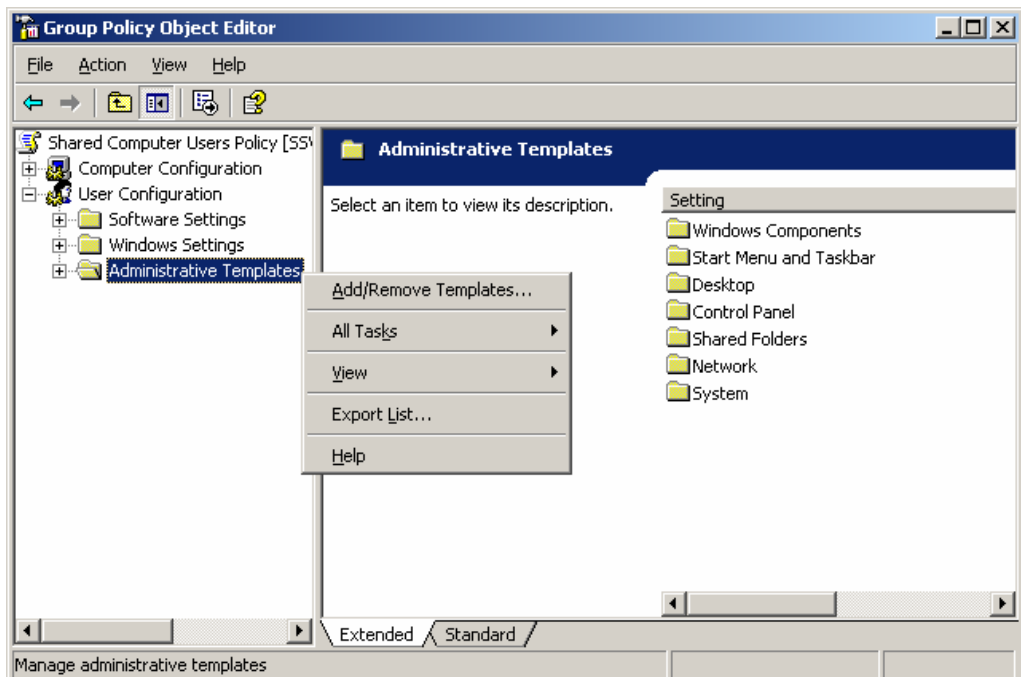 Group Policy Object Editor
File Action View Help
Shared Computer Users Policy [SSV
Computer Configuration
User Configuration
Software Settings
Windows Settings
Administrative Templates
Administrative Templates
Select an item to view its description.
Setting
Windows Components
Start Menu and Taskbar
Desktop
Control Panel
Shared Folders
Network
System
Add/Remove Templates...
All Tasks
View
Export List...
Help
Extended Standard
Manage administrative templates